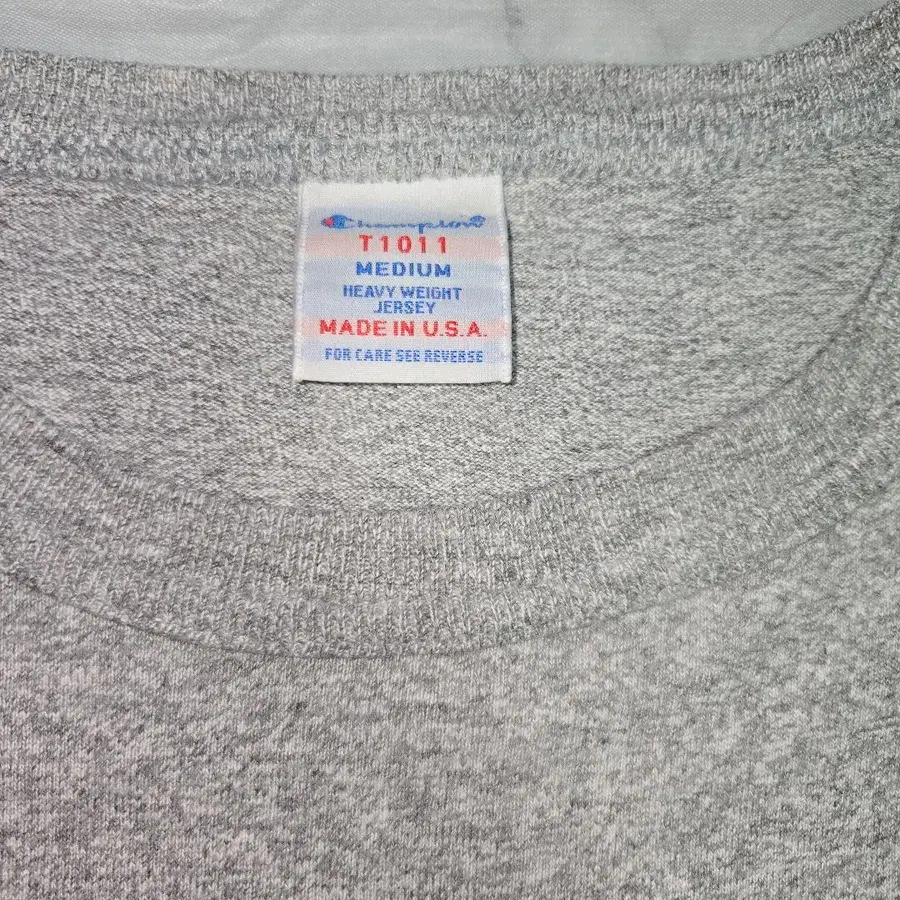 Champion
T1011
MEDIUM
HEAVY WEIGHT
JERSEY
MADE IN U.S.A.
FOR CARE SEE REVERSE